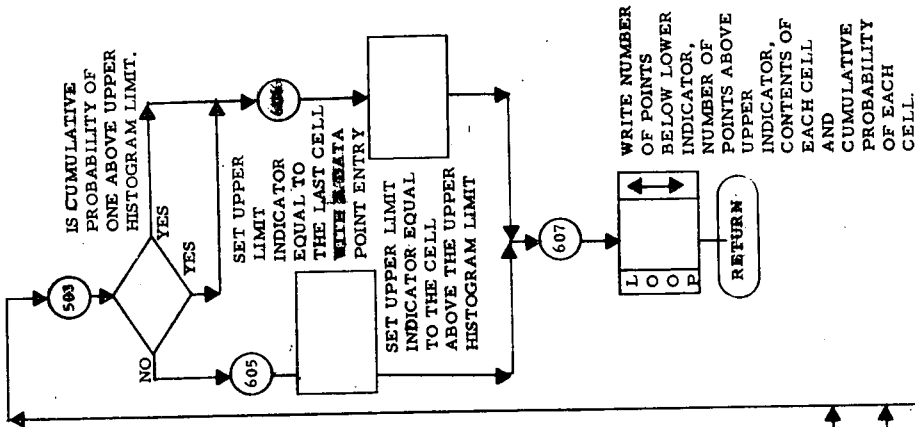 IS CUMULATIVE
PROBABILITY OF
ONE ABOVE UPPER
HISTOGRAM LIMIT.
503
NO
YES
YES
605
SET UPPER
LIMIT
INDICATOR
EQUAL TO
THE LAST CELL
WITH DATA
POINT ENTRY
SET UPPER LIMIT
INDICATOR EQUAL
TO THE CELL
ABOVE THE UPPER
HISTOGRAM LIMIT
607
LOOP
WRITE NUMBER
OF POINTS
BELOW LOWER
INDICATOR,
NUMBER OF
POINTS ABOVE
UPPER
INDICATOR,
CONTENTS OF
EACH CELL
AND
CUMULATIVE
PROBABILITY
OF EACH
CELL.
RETURN